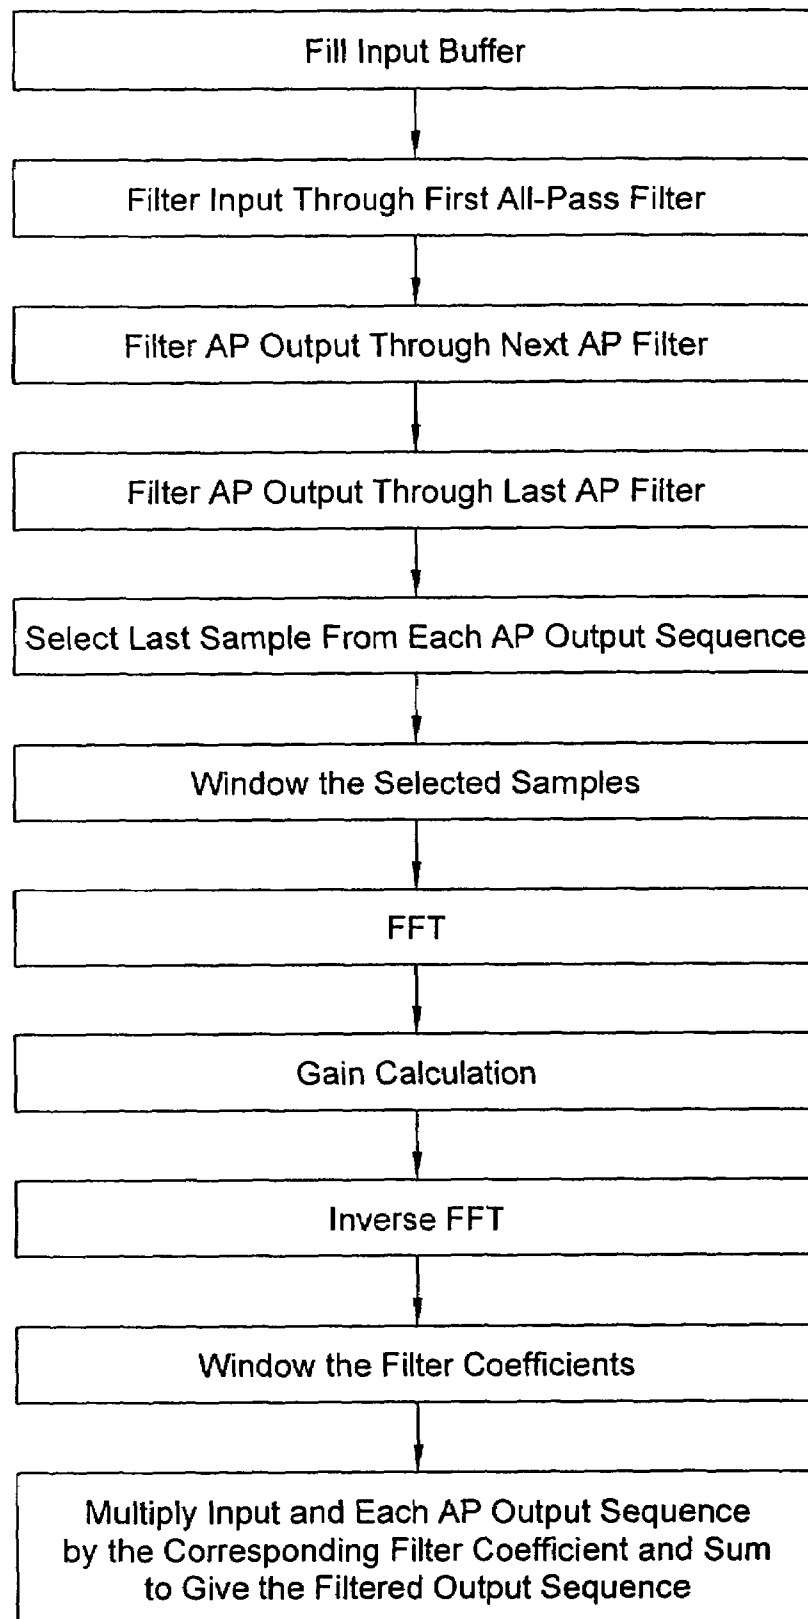 Fill Input Buffer
Filter Input Through First All-Pass Filter
Filter AP Output Through Next AP Filter
Filter AP Output Through Last AP Filter
Select Last Sample From Each AP Output Sequence
Window the Selected Samples
FFT
Gain Calculation
Inverse FFT
Window the Filter Coefficients
Multiply Input and Each AP Output Sequence
by the Corresponding Filter Coefficient and Sum
to Give the Filtered Output Sequence